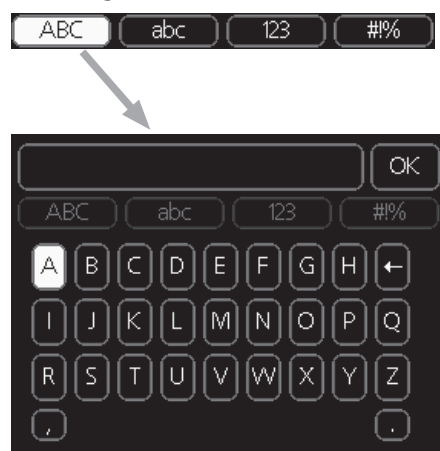 ABC abc 123 #!%
OK
ABC abc 123 #!%
A B C D E F G H ←
I J K L M N O P Q
R S T U V W X Y Z
, .